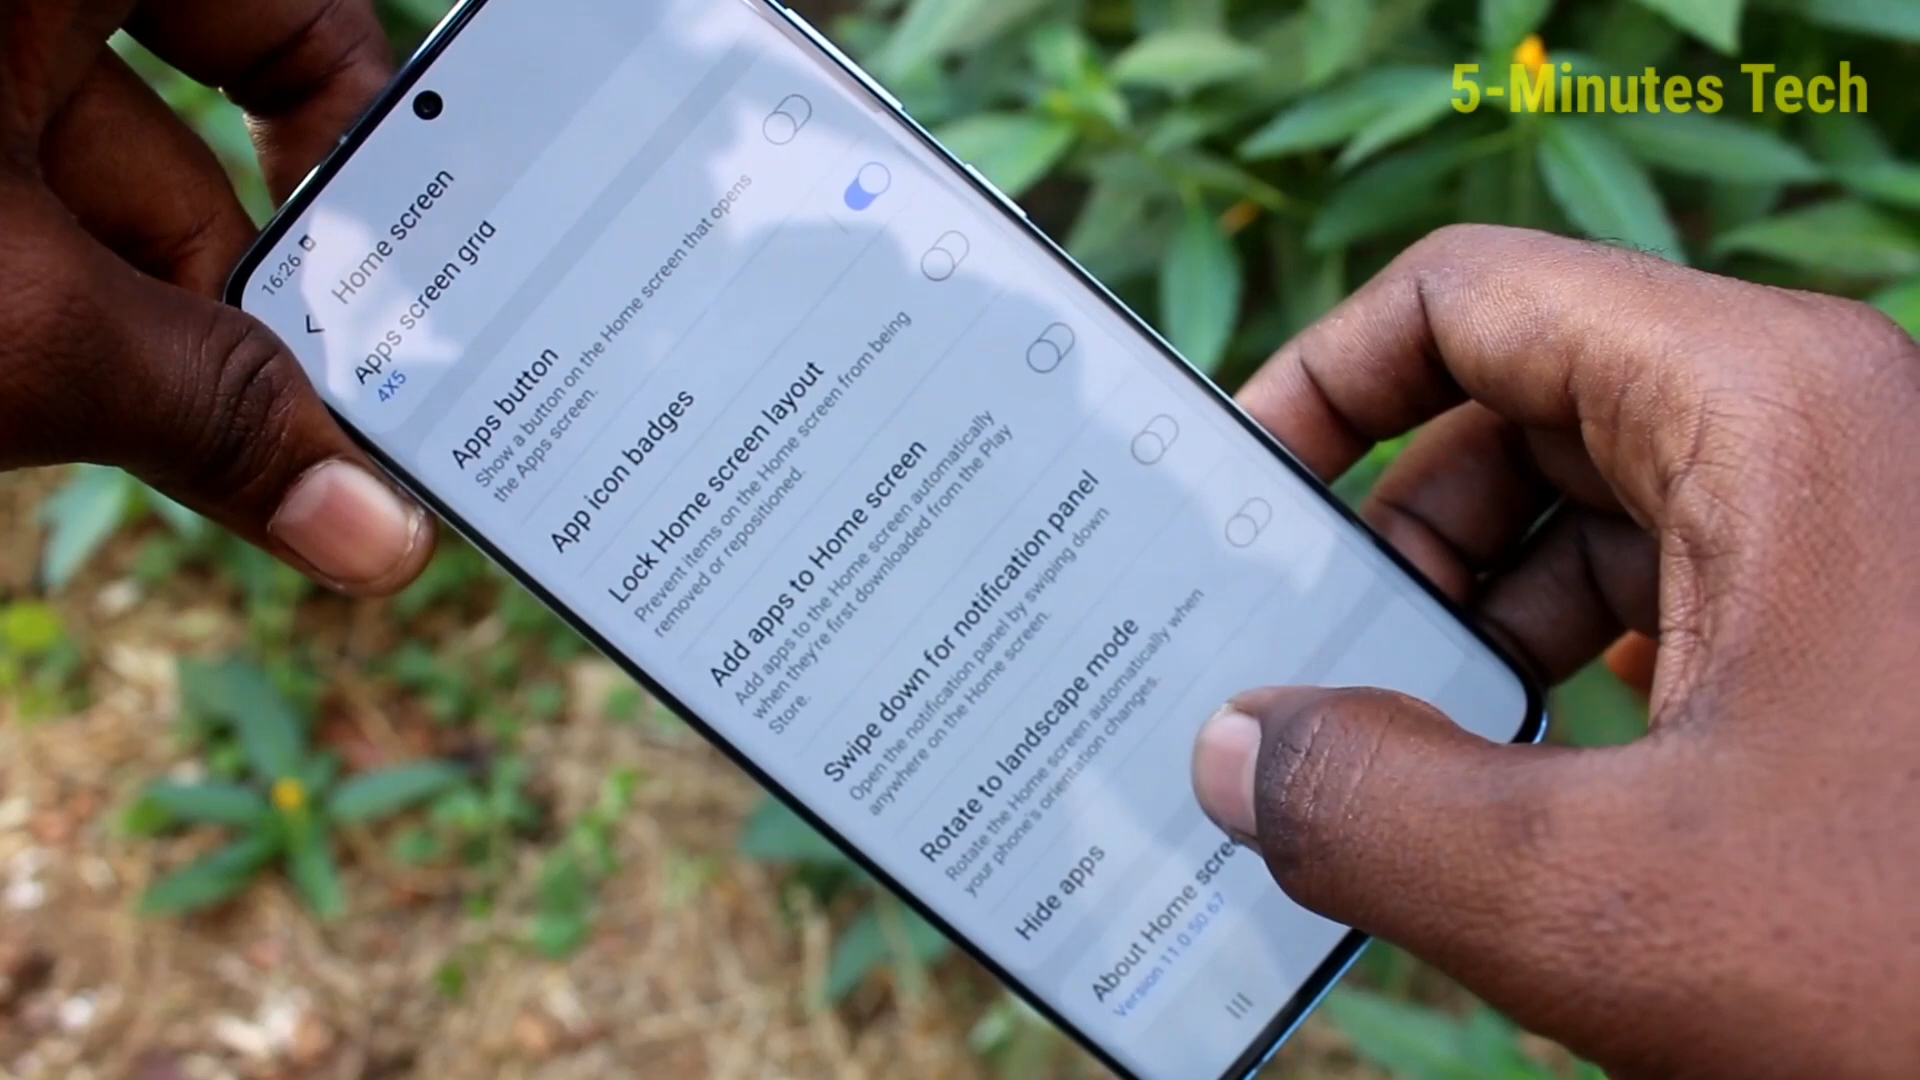 5-Minutes Tech
16:26
Home screen
Apps screen grid
4X5
Apps button
Show a button on the Home screen that opens
the Apps screen.
App icon badges
Lock Home screen layout
Prevent items on the Home screen from being
removed or repositioned.
Add apps to Home screen
Add apps to the Home screen automatically
when they're first downloaded from the Play
Store.
Swipe down for notification panel
Open the notification panel by swiping down
anywhere on the Home screen.
Rotate to landscape mode
Rotate the Home screen automatically when
your phone's orientation changes.
Hide apps
About Home scree
Version 11.0.50.67